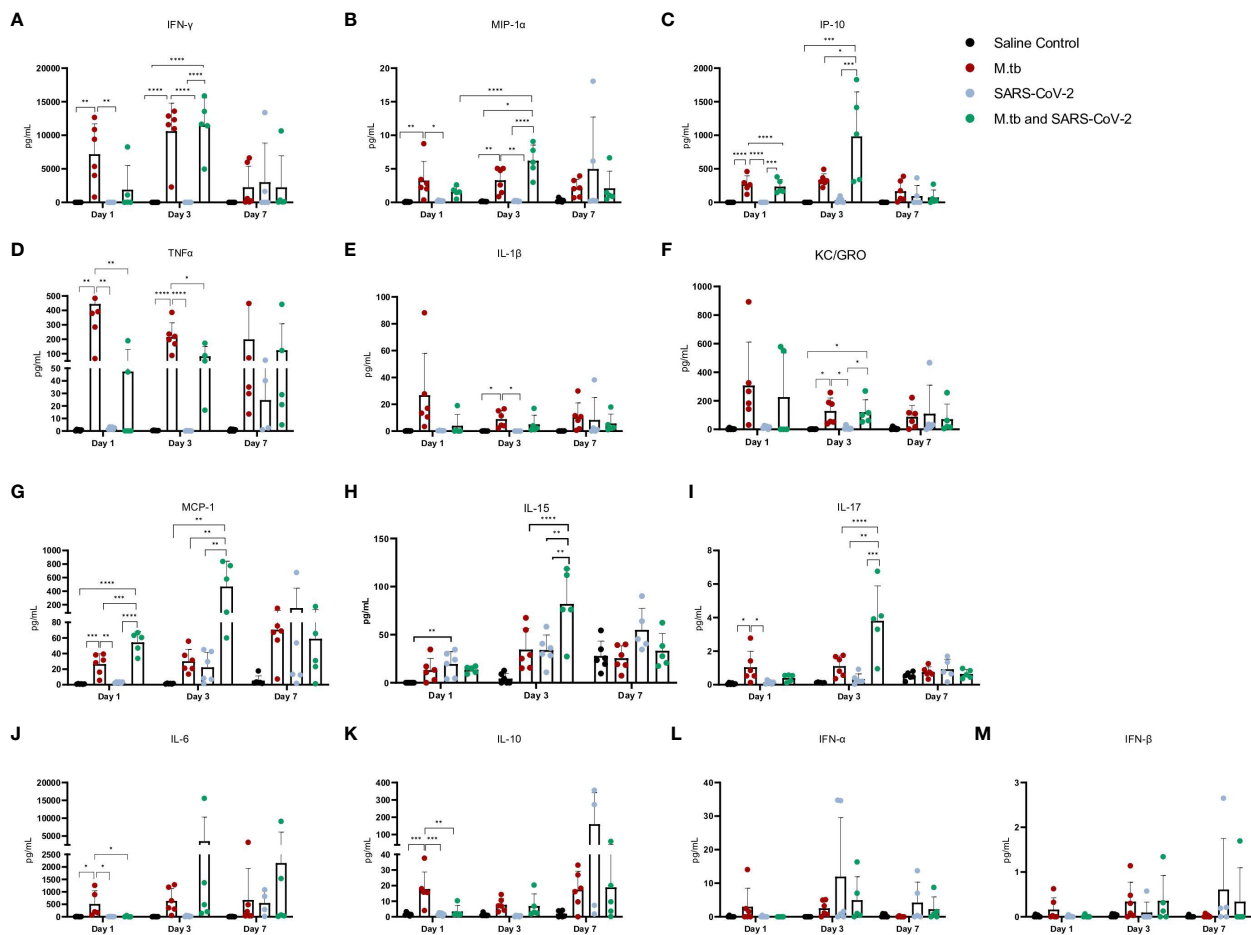 A
IFN-γ
B
MIP-1α
C
IP-10
Saline Control
M.tb
SARS-CoV-2
M.tb and SARS-CoV-2
pg/mL
20000
15000
10000
5000
0
Day 1
Day 3
Day 7
** ** **** **** **** ****
pg/mL
20
15
10
5
0
Day 1
Day 3
Day 7
** * **** * **** ** **
pg/mL
2000
1500
1000
500
0
Day 1
Day 3
Day 7
**** **** *** **** *** * ***
D
TNFα
E
IL-1β
F
KC/GRO
pg/mL
500
400
300
200
100
50
40
30
20
10
0
Day 1
Day 3
Day 7
** ** ** **** **** *
pg/mL
100
80
60
40
20
0
Day 1
Day 3
Day 7
* *
pg/mL
1000
800
600
400
200
0
Day 1
Day 3
Day 7
* * * *
G
MCP-1
H
IL-15
I
IL-17
pg/mL
1000
900
800
700
600
500
400
300
200
100
80
60
40
20
0
Day 1
Day 3
Day 7
**** *** *** ** **** ** ** **
pg/mL
150
100
50
0
Day 1
Day 3
Day 7
** **** ** **
pg/mL
8
6
4
2
0
Day 1
Day 3
Day 7
* * **** ** ***
J
IL-6
K
IL-10
L
IFN-α
M
IFN-β
pg/mL
20000
15000
10000
5000
2500
2000
1500
1000
500
0
Day 1
Day 3
Day 7
* * *
pg/mL
400
300
200
100
50
40
30
20
10
0
Day 1
Day 3
Day 7
*** *** **
pg/mL
40
30
20
10
0
Day 1
Day 3
Day 7
pg/mL
3
2
1
0
Day 1
Day 3
Day 7